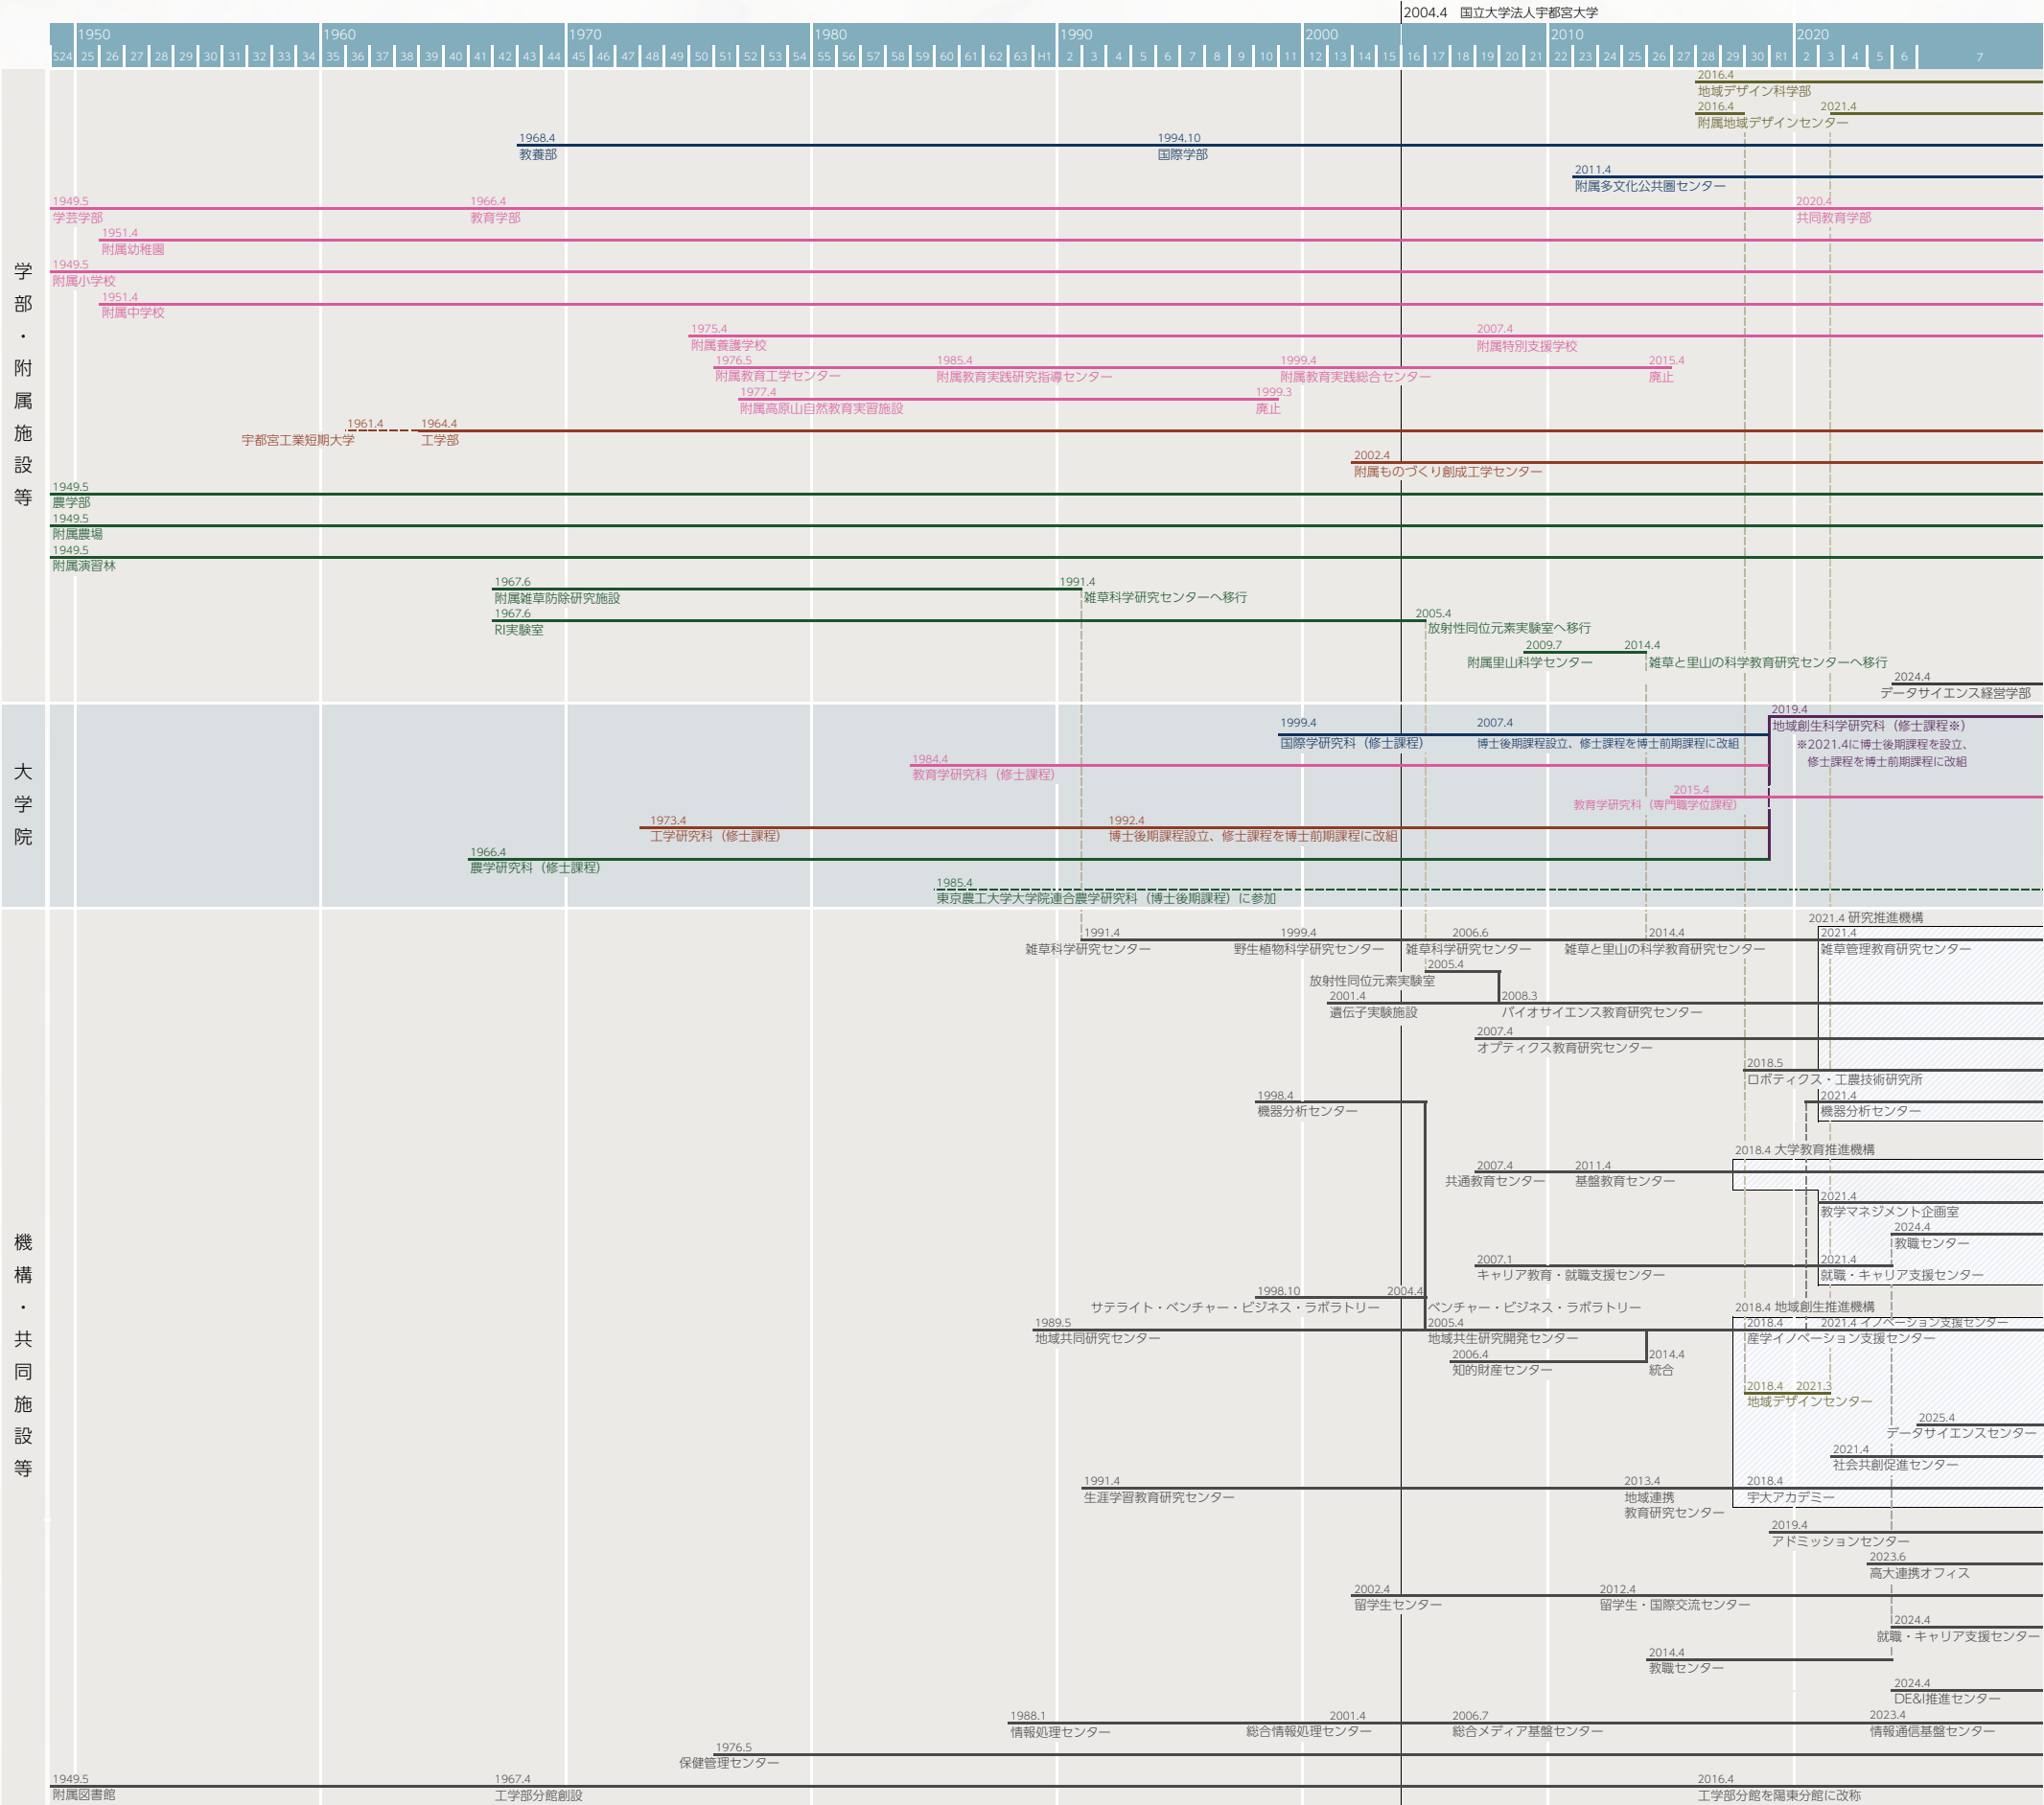 2004.4 国立大学法人宇都宮大学
1950 1960 1970 1980 1990 2000 2010 2020
S24 25 26 27 28 29 30 31 32 33 34 35 36 37 38 39 40 41 42 43 44 45 46 47 48 49 50 51 52 53 54 55 56 57 58 59 60 61 62 63 H1 2 3 4 5 6 7 8 9 10 11 12 13 14 15 16 17 18 19 20 21 22 23 24 25 26 27 28 29 30 R1 2 3 4 5 6 7
学部・附属施設等
2016.4
地域デザイン科学部
2016.4 2021.4
附属地域デザインセンター
1968.4 1994.10
教養部 国際学部
2011.4
附属多文化公共圏センター
1949.5 1966.4 2020.4
学芸学部 教育学部 共同教育学部
1951.4
附属幼稚園
1949.5
附属小学校
1951.4
附属中学校
1975.4 2007.4
附属養護学校 附属特別支援学校
1976.5 1985.4 1999.4 2015.4
附属教育工学センター 附属教育実践研究指導センター 附属教育実践総合センター 廃止
1977.4 1999.3
附属高原山自然教育実習施設 廃止
1961.4 1964.4
宇都宮工業短期大学 工学部
2002.4
附属ものづくり創成工学センター
1949.5
農学部
1949.5
附属農場
1949.5
附属演習林
1967.6 1991.4
附属雑草防除研究施設 雑草科学研究センターへ移行
1967.6 2005.4
RI実験室 放射性同位元素実験室へ移行
2009.7 2014.4
附属里山科学センター 雑草と里山の科学教育研究センターへ移行
2024.4
データサイエンス経営学部
大学院
2019.4
地域創生科学研究科（修士課程※）
※2021.4に博士後期課程を設立、
修士課程を博士前期課程に改組
1999.4 2007.4
国際学研究科（修士課程） 博士後期課程設立、修士課程を博士前期課程に改組
1984.4
教育学研究科（修士課程）
2015.4
教育学研究科（専門職学位課程）
1973.4 1992.4
工学研究科（修士課程） 博士後期課程設立、修士課程を博士前期課程に改組
1966.4
農学研究科（修士課程）
1985.4
東京農工大学大学院連合農学研究科（博士後期課程）に参加
機構・共同施設等
2021.4 研究推進機構
1991.4 1999.4 2006.6 2014.4 2021.4
雑草科学研究センター 野生植物科学研究センター 雑草科学研究センター 雑草と里山の科学教育研究センター 雑草管理教育研究センター
2005.4
放射性同位元素実験室
2001.4 2008.3
遺伝子実験施設 バイオサイエンス教育研究センター
2007.4
オプティクス教育研究センター
2018.5
ロボティクス・工農技術研究所
1998.4 2021.4
機器分析センター 機器分析センター
2018.4 大学教育推進機構
2007.4 2011.4
共通教育センター 基盤教育センター
2021.4
教学マネジメント企画室
2024.4
教職センター
2007.1 2021.4
キャリア教育・就職支援センター 就職・キャリア支援センター
1998.10 2004.4
サテライト・ベンチャー・ビジネス・ラボラトリー ベンチャー・ビジネス・ラボラトリー
2018.4 地域創生推進機構
1989.5 2005.4 2018.4 2021.4 イノベーション支援センター
地域共同研究センター 地域共生研究開発センター 産学イノベーション支援センター
2006.4 2014.4
知的財産センター 統合
2018.4 2021.3
地域デザインセンター
2025.4
データサイエンスセンター
2021.4
社会共創促進センター
1991.4 2013.4 2018.4
生涯学習教育研究センター 地域連携 宇大アカデミー
教育研究センター
2019.4
アドミッションセンター
2023.6
高大連携オフィス
2002.4 2012.4
留学生センター 留学生・国際交流センター
2024.4
就職・キャリア支援センター
2014.4
教職センター
2024.4
DE&I推進センター
1988.1 2001.4 2006.7 2023.4
情報処理センター 総合情報処理センター 総合メディア基盤センター 情報通信基盤センター
1976.5
保健管理センター
1949.5 1967.4 2016.4
附属図書館 工学部分館創設 工学部分館を陽東分館に改称